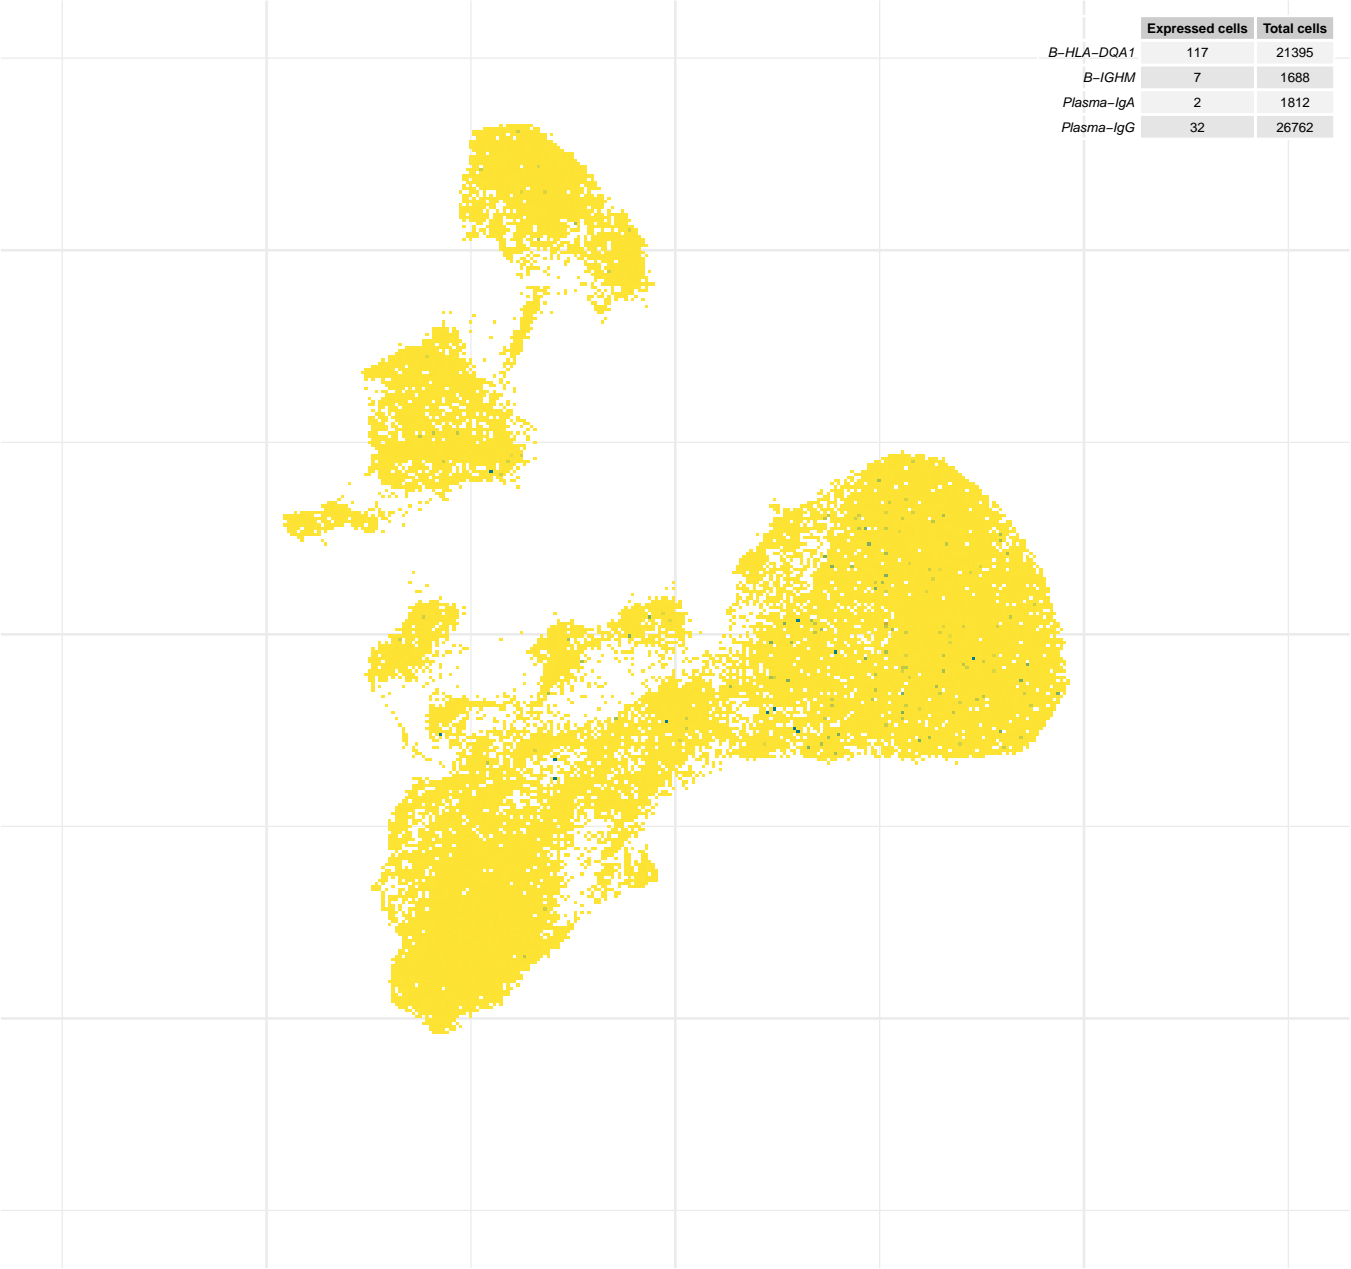 Expressed cells Total cells
B−HLA−DQA1 117 21395
B−IGHM 7 1688
Plasma−IgA 2 1812
Plasma−IgG 32 26762